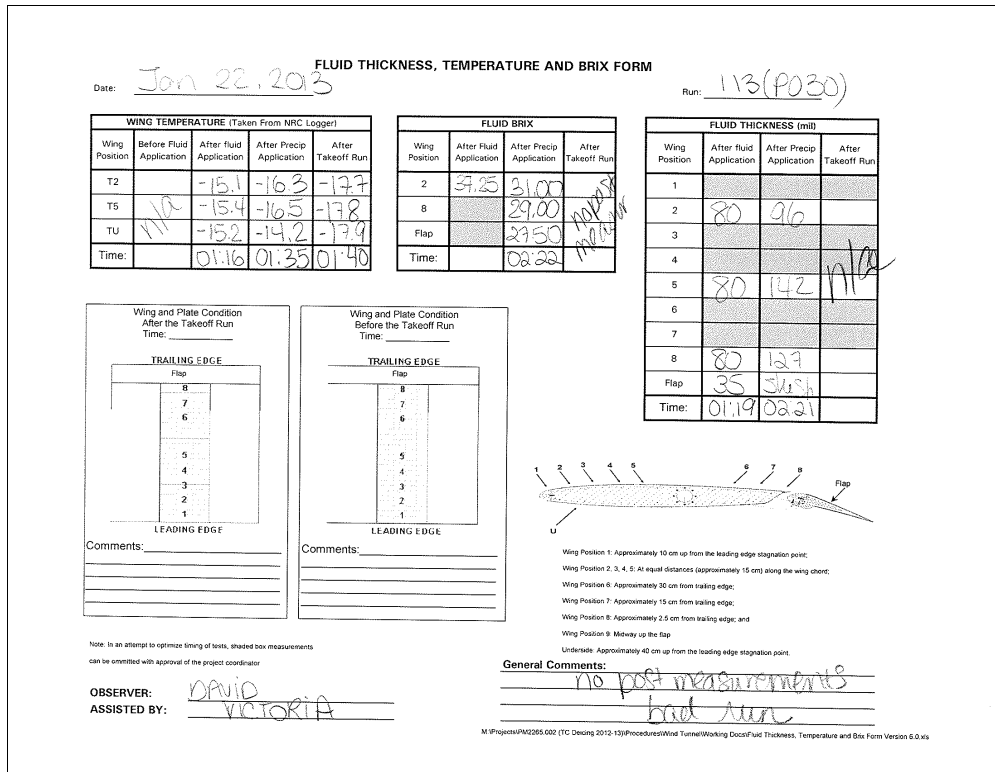 FLUID THICKNESS, TEMPERATURE AND BRIX FORM
Date: Jan 22, 2013
Run: 113 (P030)
WING TEMPERATURE (Taken From NRC Logger)
Wing Position Before Fluid Application After fluid Application After Precip Application After Takeoff Run
T2 -15.1 -16.3 -17.7
T5 n/a -15.4 -16.5 -17.8
TU -15.2 -14.2 -17.9
Time: 01:16 01:35 01:40
FLUID BRIX
Wing Position After Fluid Application After Precip Application After Takeoff Run
2 37.25 31.00
8 29.00 no post
Flap 27.50
Time: 02:22
FLUID THICKNESS (mil)
Wing Position After fluid Application After Precip Application After Takeoff Run
1
2 80 96
3
4
5 80 142 n/a
6
7
8 80 127
Flap 35
Time: 01:19 02:21
Wing and Plate Condition
After the Takeoff Run
Time:
TRAILING EDGE
Flap
8
7
6
5
4
3
2
1
LEADING EDGE
Comments:
Wing and Plate Condition
Before the Takeoff Run
Time:
TRAILING EDGE
Flap
8
7
6
5
4
3
2
1
LEADING EDGE
Comments:
1 2 3 4 5 6 7 8
Flap
U
Wing Position 1: Approximately 10 cm up from the leading edge stagnation point;
Wing Position 2, 3, 4, 5: At equal distances (approximately 15 cm) along the wing chord;
Wing Position 6: Approximately 30 cm from trailing edge;
Wing Position 7: Approximately 15 cm from trailing edge;
Wing Position 8: Approximately 2.5 cm from trailing edge; and
Wing Position 9: Midway up the flap
Underside: Approximately 40 cm up from the leading edge stagnation point.
Note: In an attempt to optimize timing of tests, shaded box measurements
can be ommitted with approval of the project coordinator
OBSERVER: DAVID
ASSISTED BY: VICTORIA
General Comments:
no post measurements
bad run
M:\Projects\PM2265.002 (TC Deicing 2012-13)\Procedures\Wind Tunnel\Working Docs\Fluid Thickness, Temperature and Brix Form Version 6.0.xls